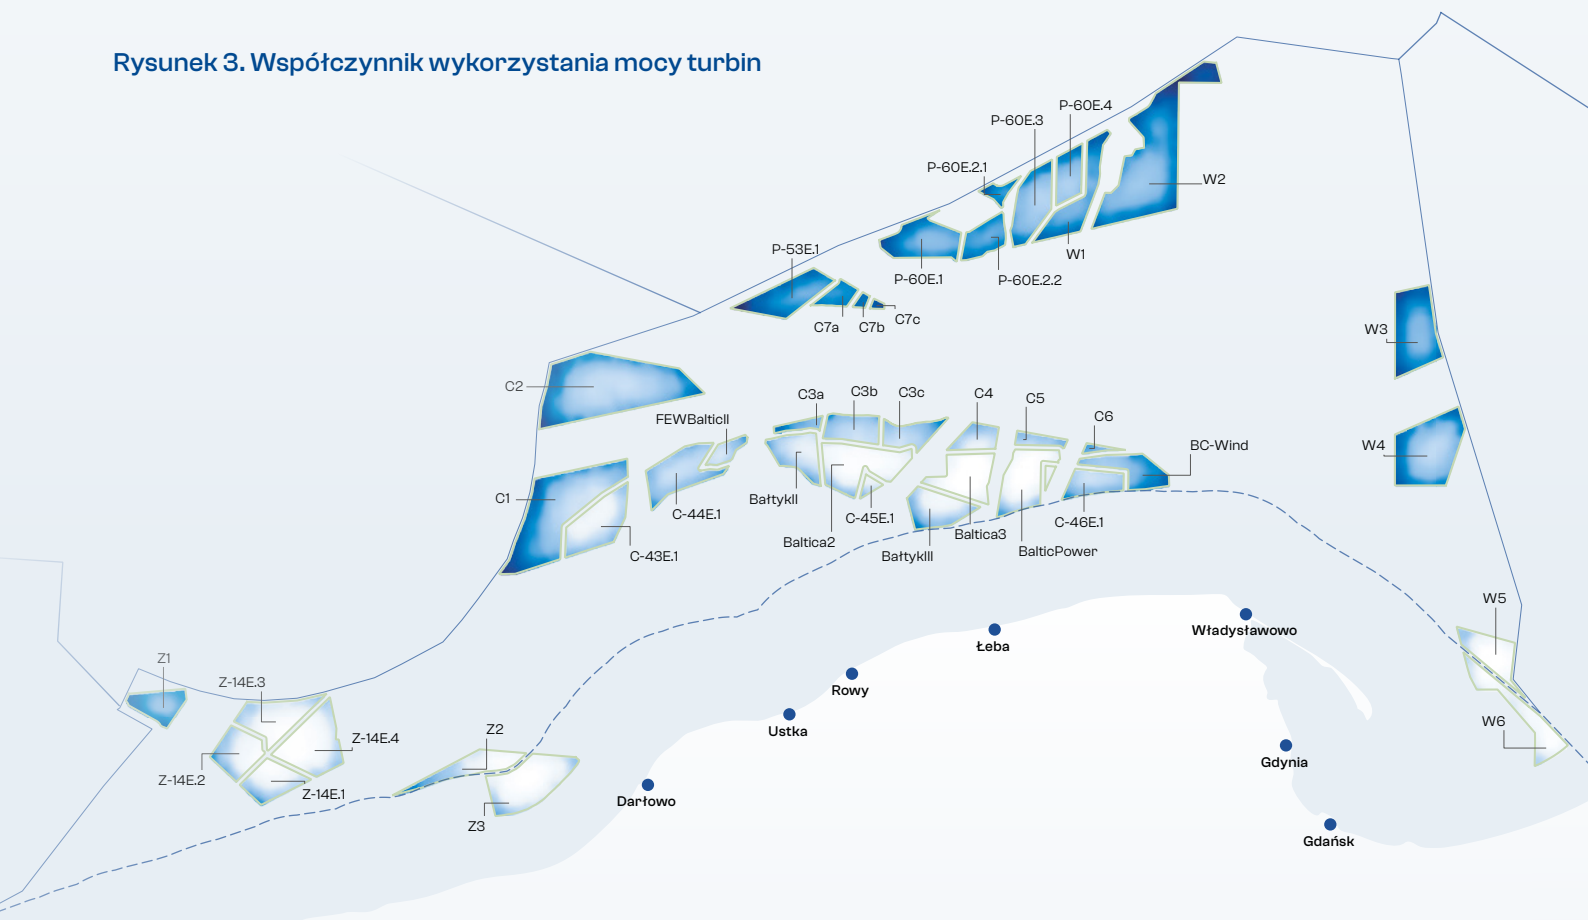 Rysunek 3. Współczynnik wykorzystania mocy turbin
P-60E.4
P-60E.3
P-60E.2.1
W2
P-53E.1
W1
P-60E.1
P-60E.2.2
C7c
C7a
C7b
W3
C2
C3a
C3b
C3c
C4
C5
C6
FEWBalticII
BC-Wind
W4
C1
BałtykII
C-44E.1
C-45E.1
C-46E.1
Baltica2
Baltica3
BalticPower
C-43E.1
BałtykIII
W5
Władysławowo
Łeba
Z1
Z-14E.3
Rowy
W6
Ustka
Z2
Z-14E.4
Gdynia
Z-14E.2
Z-14E.1
Darłowo
Z3
Gdańsk